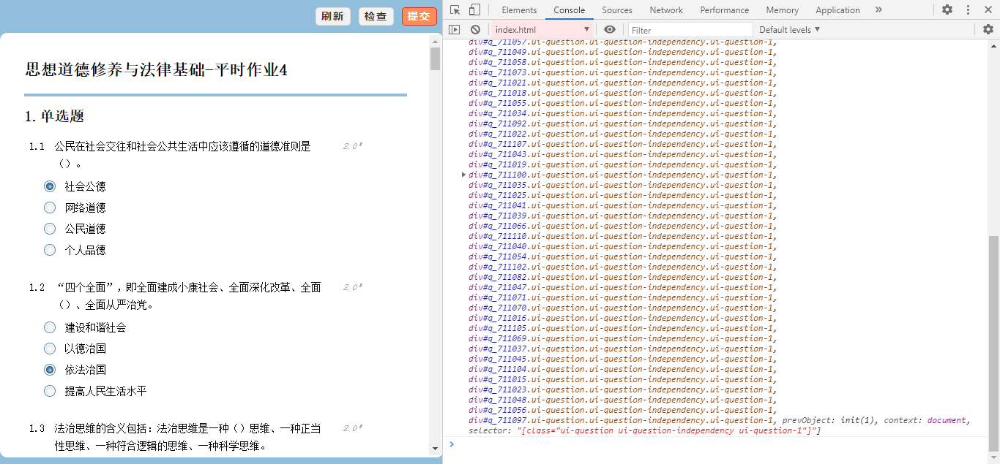 刷新 检查 提交
思想道德修养与法律基础-平时作业4
1. 单选题
1.1 公民在社会交往和社会公共生活中应该遵循的道德准则是 2.0'
（）。
社会公德
网络道德
公民道德
个人品德
1.2 “四个全面”，即全面建成小康社会、全面深化改革、全面 2.0'
（）、全面从严治党。
建设和谐社会
以德治国
依法治国
提高人民生活水平
1.3 法治思维的含义包括：法治思维是一种（）思维、一种正当 2.0'
性思维、一种符合逻辑的思维、一种科学思维。
Elements Console Sources Network Performance Memory Application »
index.html ▼ Filter Default levels ▼
div#q_711057.ui-question.ui-question-independency.ui-question-1,
div#q_711049.ui-question.ui-question-independency.ui-question-1,
div#q_711058.ui-question.ui-question-independency.ui-question-1,
div#q_711073.ui-question.ui-question-independency.ui-question-1,
div#q_711021.ui-question.ui-question-independency.ui-question-1,
div#q_711018.ui-question.ui-question-independency.ui-question-1,
div#q_711055.ui-question.ui-question-independency.ui-question-1,
div#q_711034.ui-question.ui-question-independency.ui-question-1,
div#q_711092.ui-question.ui-question-independency.ui-question-1,
div#q_711022.ui-question.ui-question-independency.ui-question-1,
div#q_711107.ui-question.ui-question-independency.ui-question-1,
div#q_711043.ui-question.ui-question-independency.ui-question-1,
div#q_711019.ui-question.ui-question-independency.ui-question-1,
div#q_711100.ui-question.ui-question-independency.ui-question-1,
div#q_711035.ui-question.ui-question-independency.ui-question-1,
div#q_711025.ui-question.ui-question-independency.ui-question-1,
div#q_711041.ui-question.ui-question-independency.ui-question-1,
div#q_711039.ui-question.ui-question-independency.ui-question-1,
div#q_711066.ui-question.ui-question-independency.ui-question-1,
div#q_711110.ui-question.ui-question-independency.ui-question-1,
div#q_711040.ui-question.ui-question-independency.ui-question-1,
div#q_711054.ui-question.ui-question-independency.ui-question-1,
div#q_711102.ui-question.ui-question-independency.ui-question-1,
div#q_711082.ui-question.ui-question-independency.ui-question-1,
div#q_711047.ui-question.ui-question-independency.ui-question-1,
div#q_711071.ui-question.ui-question-independency.ui-question-1,
div#q_711070.ui-question.ui-question-independency.ui-question-1,
div#q_711016.ui-question.ui-question-independency.ui-question-1,
div#q_711105.ui-question.ui-question-independency.ui-question-1,
div#q_711069.ui-question.ui-question-independency.ui-question-1,
div#q_711037.ui-question.ui-question-independency.ui-question-1,
div#q_711045.ui-question.ui-question-independency.ui-question-1,
div#q_711104.ui-question.ui-question-independency.ui-question-1,
div#q_711015.ui-question.ui-question-independency.ui-question-1,
div#q_711023.ui-question.ui-question-independency.ui-question-1,
div#q_711048.ui-question.ui-question-independency.ui-question-1,
div#q_711056.ui-question.ui-question-independency.ui-question-1,
div#q_711097.ui-question.ui-question-independency.ui-question-1, prevObject: init(1), context: document,
selector: "[class="ui-question ui-question-independency ui-question-1"]"]